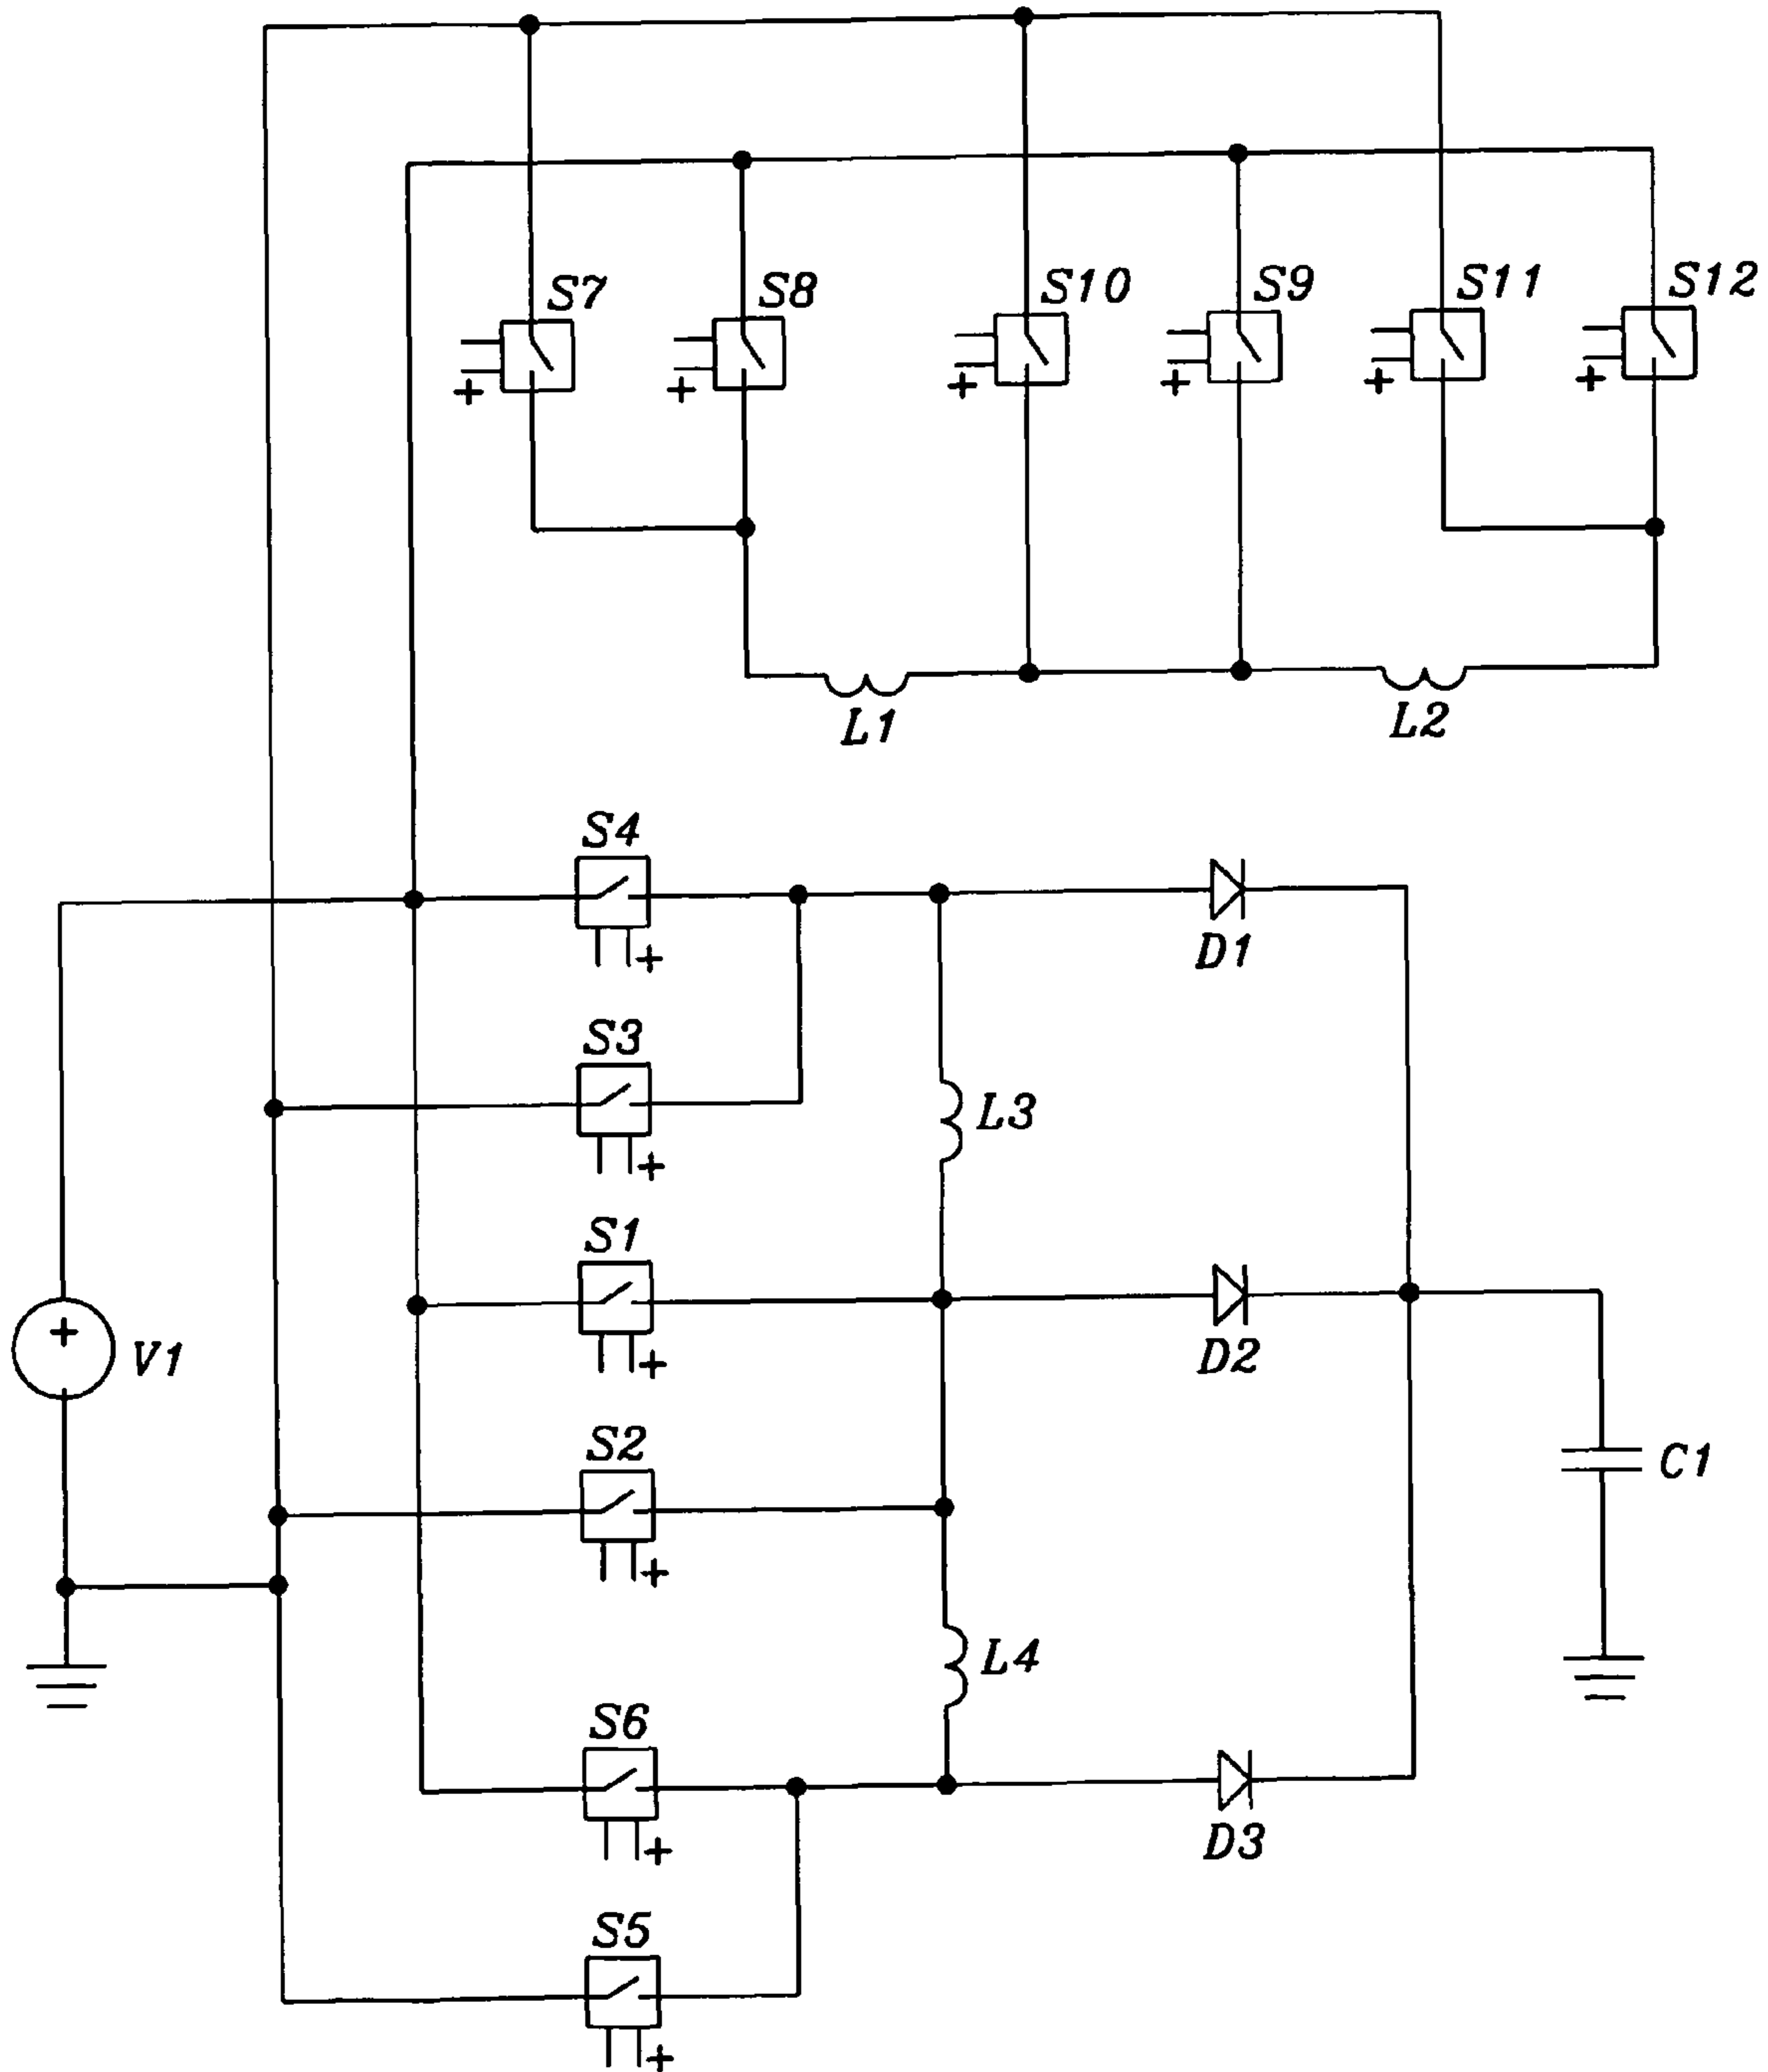 S7
S8
S10
S9
S11
S12
+
+
+
+
+
+
L1
L2
S4
+
D1
S3
+
L3
S1
+
+
V1
D2
S2
+
C1
L4
S6
+
D3
S5
+